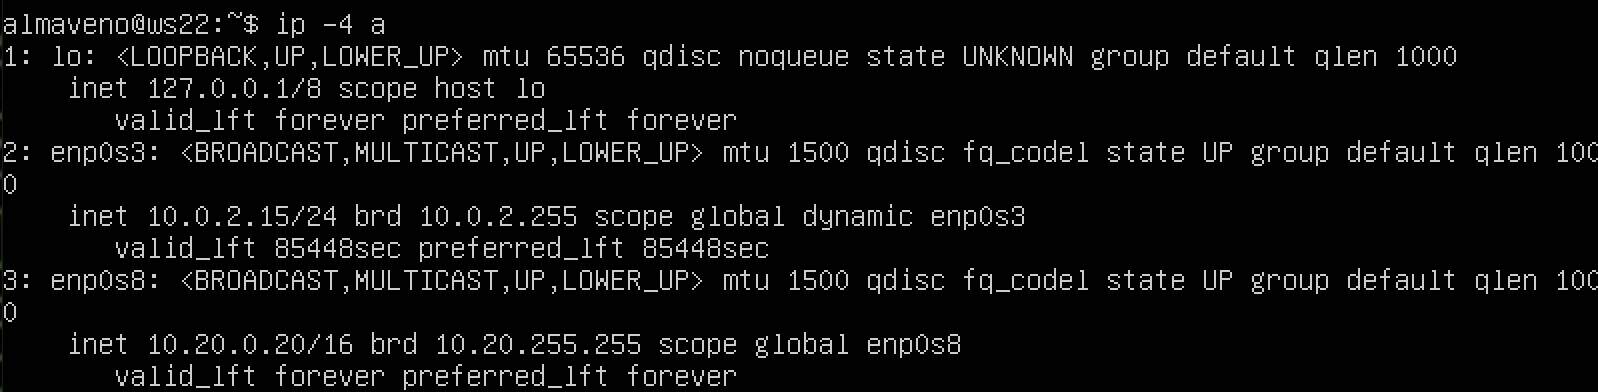 almaveno@ws22:~$ ip -4 a
1: lo: <LOOPBACK,UP,LOWER_UP> mtu 65536 qdisc noqueue state UNKNOWN group default qlen 1000
    inet 127.0.0.1/8 scope host lo
       valid_lft forever preferred_lft forever
2: enp0s3: <BROADCAST,MULTICAST,UP,LOWER_UP> mtu 1500 qdisc fq_codel state UP group default qlen 100
0
    inet 10.0.2.15/24 brd 10.0.2.255 scope global dynamic enp0s3
       valid_lft 85448sec preferred_lft 85448sec
3: enp0s8: <BROADCAST,MULTICAST,UP,LOWER_UP> mtu 1500 qdisc fq_codel state UP group default qlen 100
0
    inet 10.20.0.20/16 brd 10.20.255.255 scope global enp0s8
       valid_lft forever preferred_lft forever